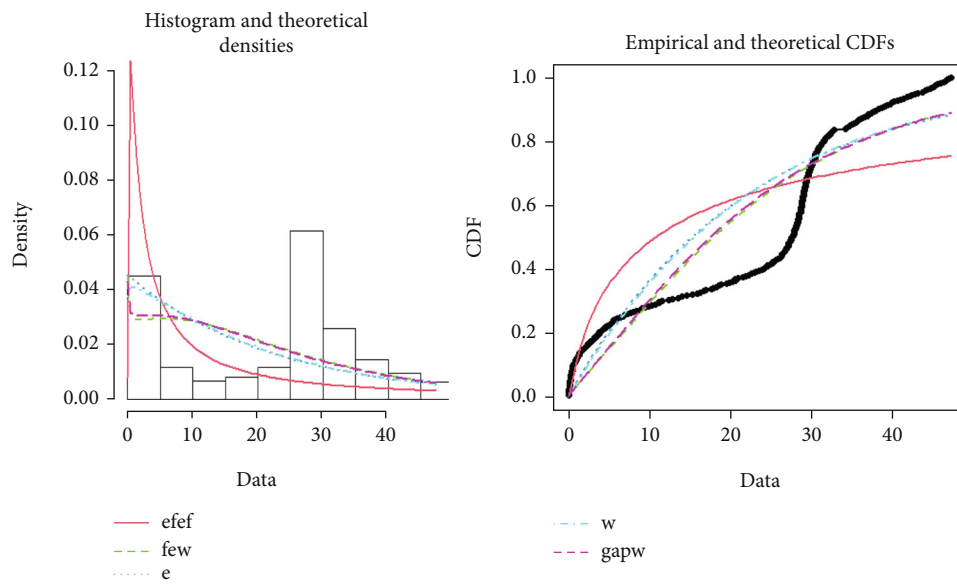 Histogram and theoretical
densities
Density
0.12
0.10
0.08
0.06
0.04
0.02
0.00
0 10 20 30 40
Data
efef
few
e
Empirical and theoretical CDFs
CDF
1.0
0.8
0.6
0.4
0.2
0.0
0 10 20 30 40
Data
w
gapw